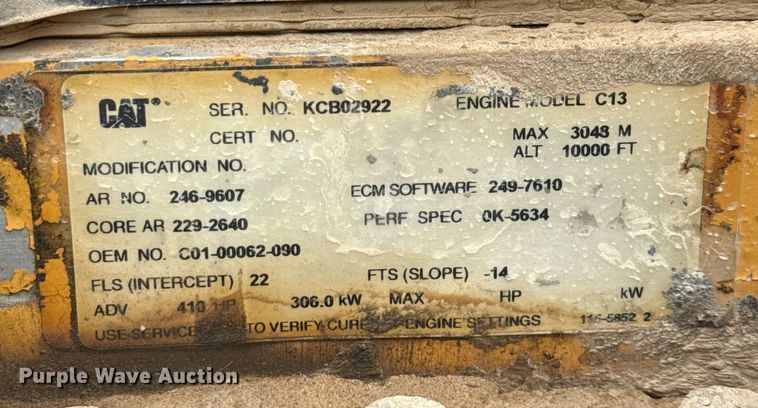 CAT® SER. NO. KCB02922 ENGINE MODEL C13
CERT NO. MAX 3048 M
ALT 10000 FT
MODIFICATION NO.
AR NO. 246-9607 ECM SOFTWARE 249-7610
CORE AR 229-2640 PERF SPEC 0K-5634
OEM NO. C01-00062-090
FLS (INTERCEPT) 22 FTS (SLOPE) -14
ADV 410 HP 306.0 kW MAX HP kW
USE SERVICE TO VERIFY ENGINE SETTINGS 2
Purple Wave Auction